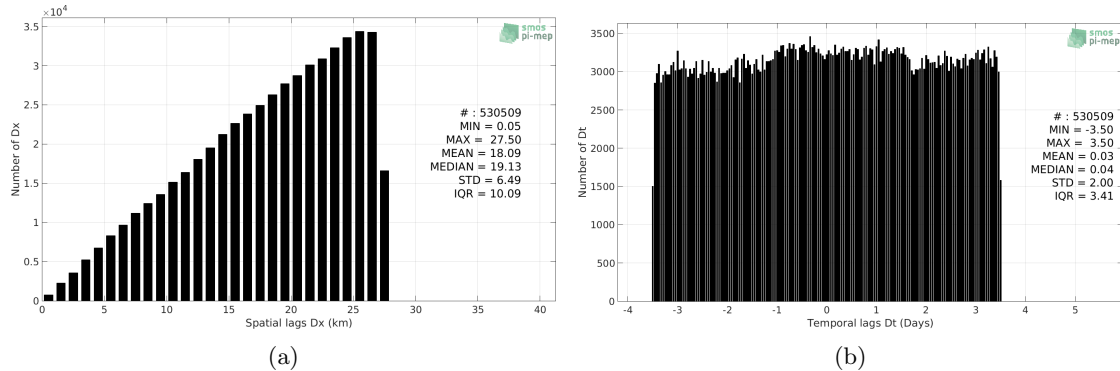 ×10⁴
3.5
3
2.5
2
1.5
1
0.5
0
Number of Dx
0 5 10 15 20 25 30 35 40
Spatial lags Dx (km)
smos
pi-mep
# : 530509
MIN = 0.05
MAX = 27.50
MEAN = 18.09
MEDIAN = 19.13
STD = 6.49
IQR = 10.09
(a)
3500
3000
2500
2000
1500
1000
500
0
Number of Dt
-4 -3 -2 -1 0 1 2 3 4 5
Temporal lags Dt (Days)
smos
pi-mep
# : 530509
MIN = -3.50
MAX = 3.50
MEAN = 0.03
MEDIAN = 0.04
STD = 2.00
IQR = 3.41
(b)